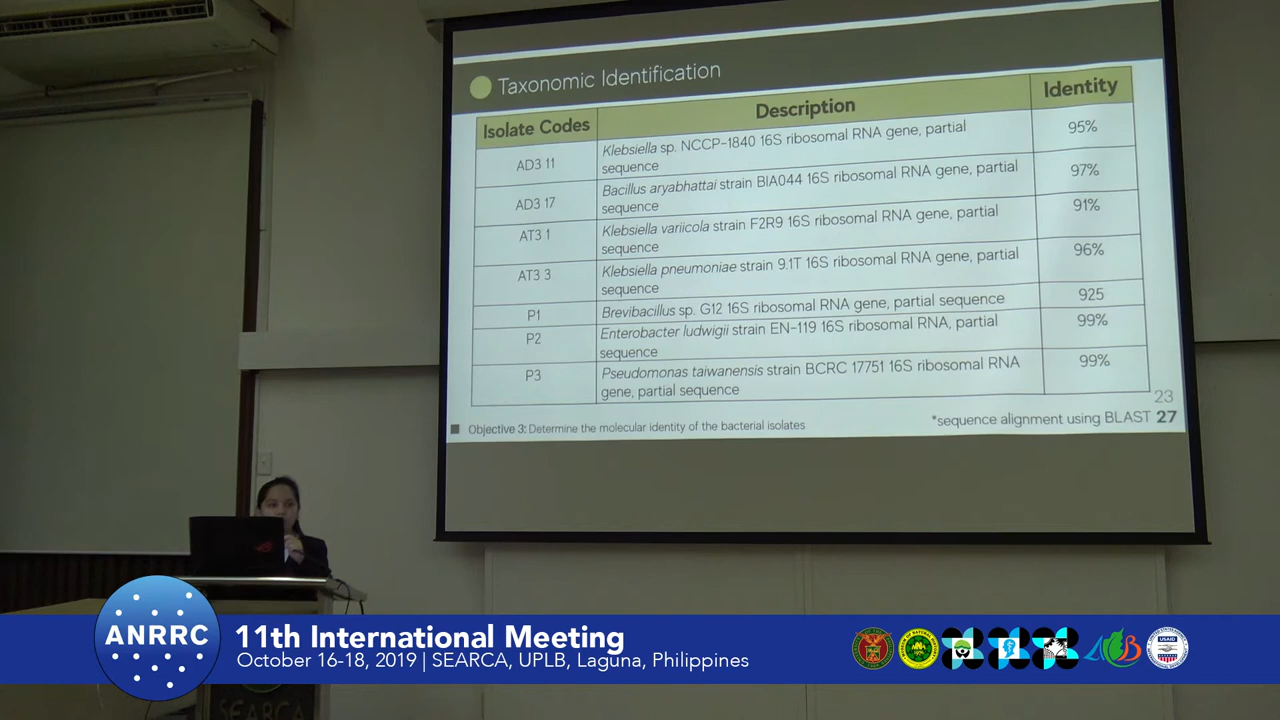 Taxonomic Identification
Isolate Codes
Description
Identity
AD3 11
Klebsiella sp. NCCP-1840 16S ribosomal RNA gene, partial
sequence
95%
AD3 17
Bacillus aryabhattai strain BIA044 16S ribosomal RNA gene, partial
sequence
97%
AT3 1
Klebsiella variicola strain F2R9 16S ribosomal RNA gene, partial
sequence
91%
AT3 3
Klebsiella pneumoniae strain 9.1T 16S ribosomal RNA gene, partial
sequence
96%
P1
Brevibacillus sp. G12 16S ribosomal RNA gene, partial sequence
925
P2
Enterobacter ludwigii strain EN-119 16S ribosomal RNA, partial
sequence
99%
P3
Pseudomonas taiwanensis strain BCRC 17751 16S ribosomal RNA
gene, partial sequence
99%
23
Objective 3: Determine the molecular identity of the bacterial isolates
*sequence alignment using BLAST 27
ANRRC
11th International Meeting
October 16-18, 2019 | SEARCA, UPLB, Laguna, Philippines
USAID
SEARCA